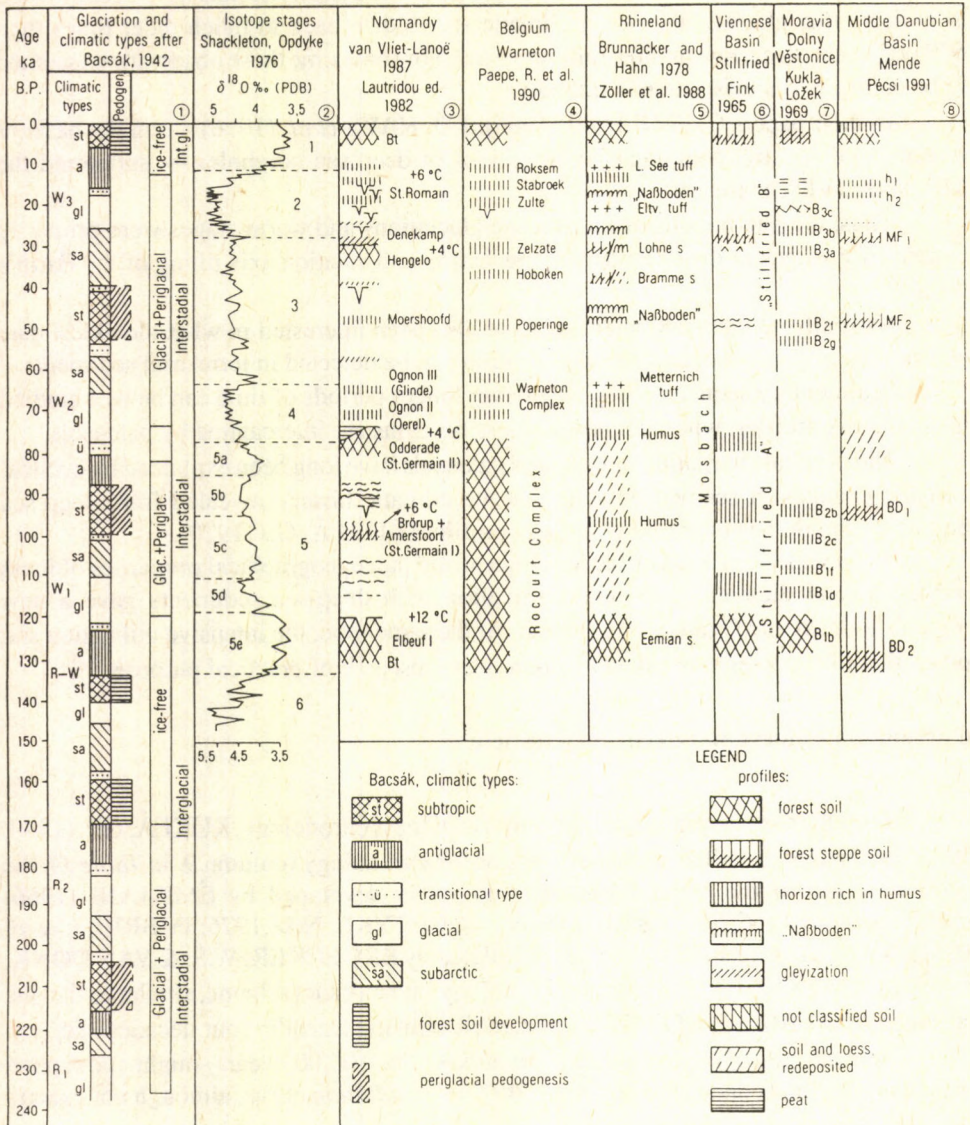 Age
ka
B.P.
Glaciation and
climatic types after
Bacsák, 1942
Climatic
types
Pedogen
①
Isotope stages
Shackleton, Opdyke
1976
δ¹⁸O ‰ (PDB)
5 4 3,5
②
Normandy
van Vliet-Lanoë
1987
Lautridou ed.
1982
③
Belgium
Warneton
Paepe, R. et al.
1990
④
Rhineland
Brunnacker and
Hahn 1978
Zöller et al. 1988
⑤
Viennese
Basin
Stillfried
Fink
1965
⑥
Moravia
Dolny
Věstonice
Kukla,
Ložek
1969
⑦
Middle Danubian
Basin
Mende
Pécsi 1991
⑧
0
10
20
30
40
50
60
70
80
90
100
110
120
130
140
150
160
170
180
190
200
210
220
230
240
W₃
W₂
W₁
R–W
R₂
R₁
st
a
gl
sa
st
sa
gl
u
a
st
sa
gl
a
st
gl
sa
st
a
gl
sa
st
a
sa
gl
ice-free
Glacial+Periglacial
Glac.+Periglac.
ice-free
Glacial + Periglacial
Int.gl.
Interstadial
Interstadial
Interglacial
Interstadial
1
2
3
4
5a
5b
5c
5
5d
5e
6
5,5 4,5 3,5
Bt
+6 °C
St.Romain
Denekamp
+4°C
Hengelo
Moershoofd
Ognon III
(Glinde)
Ognon II
(Oerel)
+4 °C
Odderade
(St.Germain II)
+6 °C
Brörup +
Amersfoort
(St.Germain I)
+12 °C
Elbeuf I
Bt
Roksem
Stabroek
Zulte
Zelzate
Hoboken
Poperinge
Warneton
Complex
Rocourt Complex
L. See tuff
„Naßboden"
Eltv. tuff
Lohne s
Bramme s
„Naßboden"
Metternich
tuff
Humus
Humus
Eemian s.
Mosbach
„Stillfried B"
„Stillfried A"
B₃c
B₃b
B₃a
B₂f
B₂g
B₂b
B₂c
B₁f
B₁d
B₁b
h₁
h₂
MF₁
MF₂
BD₁
BD₂
LEGEND
Bacsák, climatic types:
st subtropic
a antiglacial
u transitional type
gl glacial
sa subarctic
forest soil development
periglacial pedogenesis
profiles:
forest soil
forest steppe soil
horizon rich in humus
„Naßboden"
gleyization
not classified soil
soil and loess,
redeposited
peat